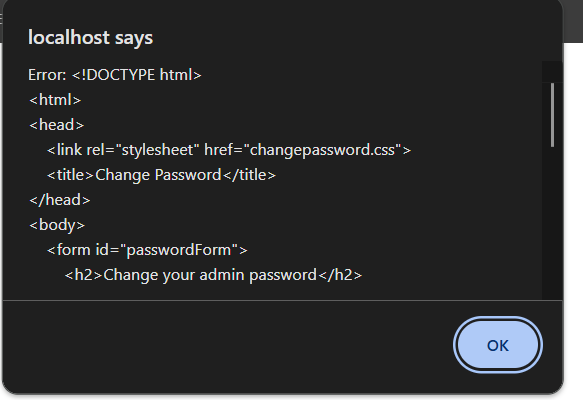 localhost says
Error: <!DOCTYPE html>
<html>
<head>
    <link rel="stylesheet" href="changepassword.css">
    <title>Change Password</title>
</head>
<body>
    <form id="passwordForm">
        <h2>Change your admin password</h2>
OK